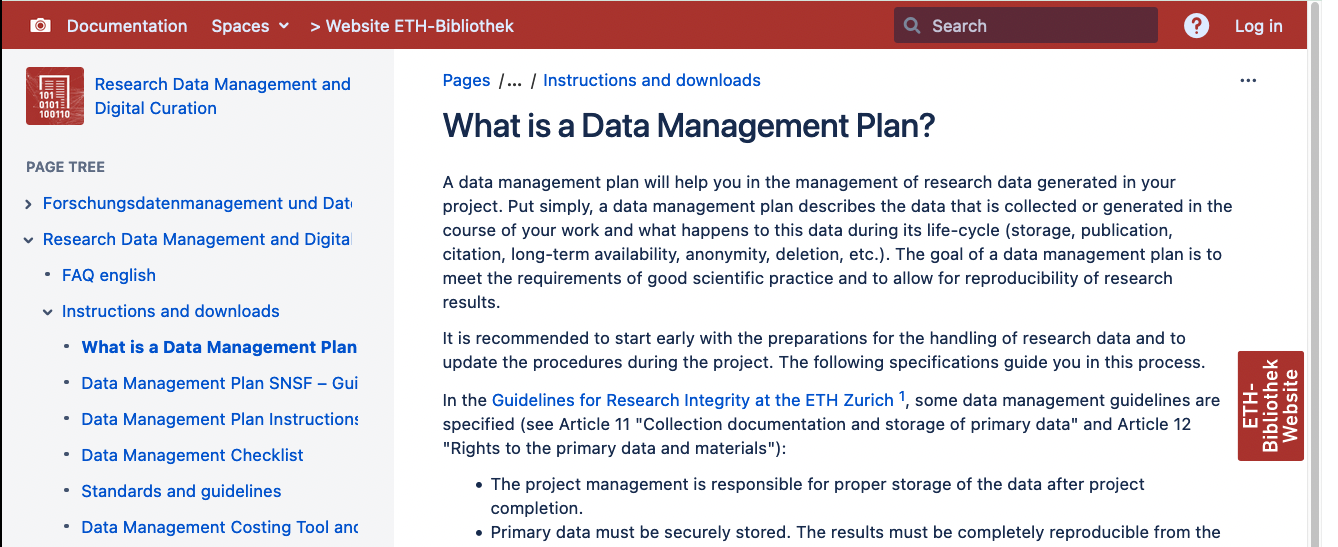 Documentation Spaces > Website ETH-Bibliothek Search ? Log in
101
0101
100110
Research Data Management and
Digital Curation
PAGE TREE
Forschungsdatenmanagement und Date
Research Data Management and Digital
FAQ english
Instructions and downloads
What is a Data Management Plan
Data Management Plan SNSF – Gui
Data Management Plan Instructions
Data Management Checklist
Standards and guidelines
Data Management Costing Tool and
Pages /... / Instructions and downloads ...
What is a Data Management Plan?
A data management plan will help you in the management of research data generated in your
project. Put simply, a data management plan describes the data that is collected or generated in the
course of your work and what happens to this data during its life-cycle (storage, publication,
citation, long-term availability, anonymity, deletion, etc.). The goal of a data management plan is to
meet the requirements of good scientific practice and to allow for reproducibility of research
results.
It is recommended to start early with the preparations for the handling of research data and to
update the procedures during the project. The following specifications guide you in this process.
In the Guidelines for Research Integrity at the ETH Zurich 1, some data management guidelines are
specified (see Article 11 "Collection documentation and storage of primary data" and Article 12
"Rights to the primary data and materials"):
• The project management is responsible for proper storage of the data after project
completion.
• Primary data must be securely stored. The results must be completely reproducible from the
ETH-
Bibliothek
Website